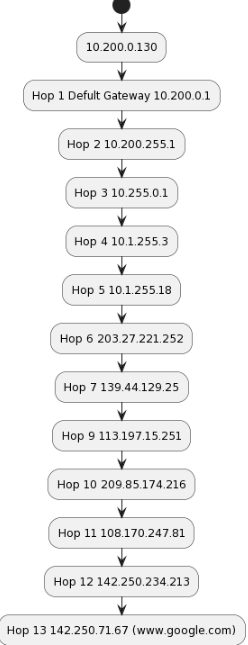 10.200.0.130
Hop 1 Defult Gateway 10.200.0.1
Hop 2 10.200.255.1
Hop 3 10.255.0.1
Hop 4 10.1.255.3
Hop 5 10.1.255.18
Hop 6 203.27.221.252
Hop 7 139.44.129.25
Hop 9 113.197.15.251
Hop 10 209.85.174.216
Hop 11 108.170.247.81
Hop 12 142.250.234.213
Hop 13 142.250.71.67 (www.google.com)